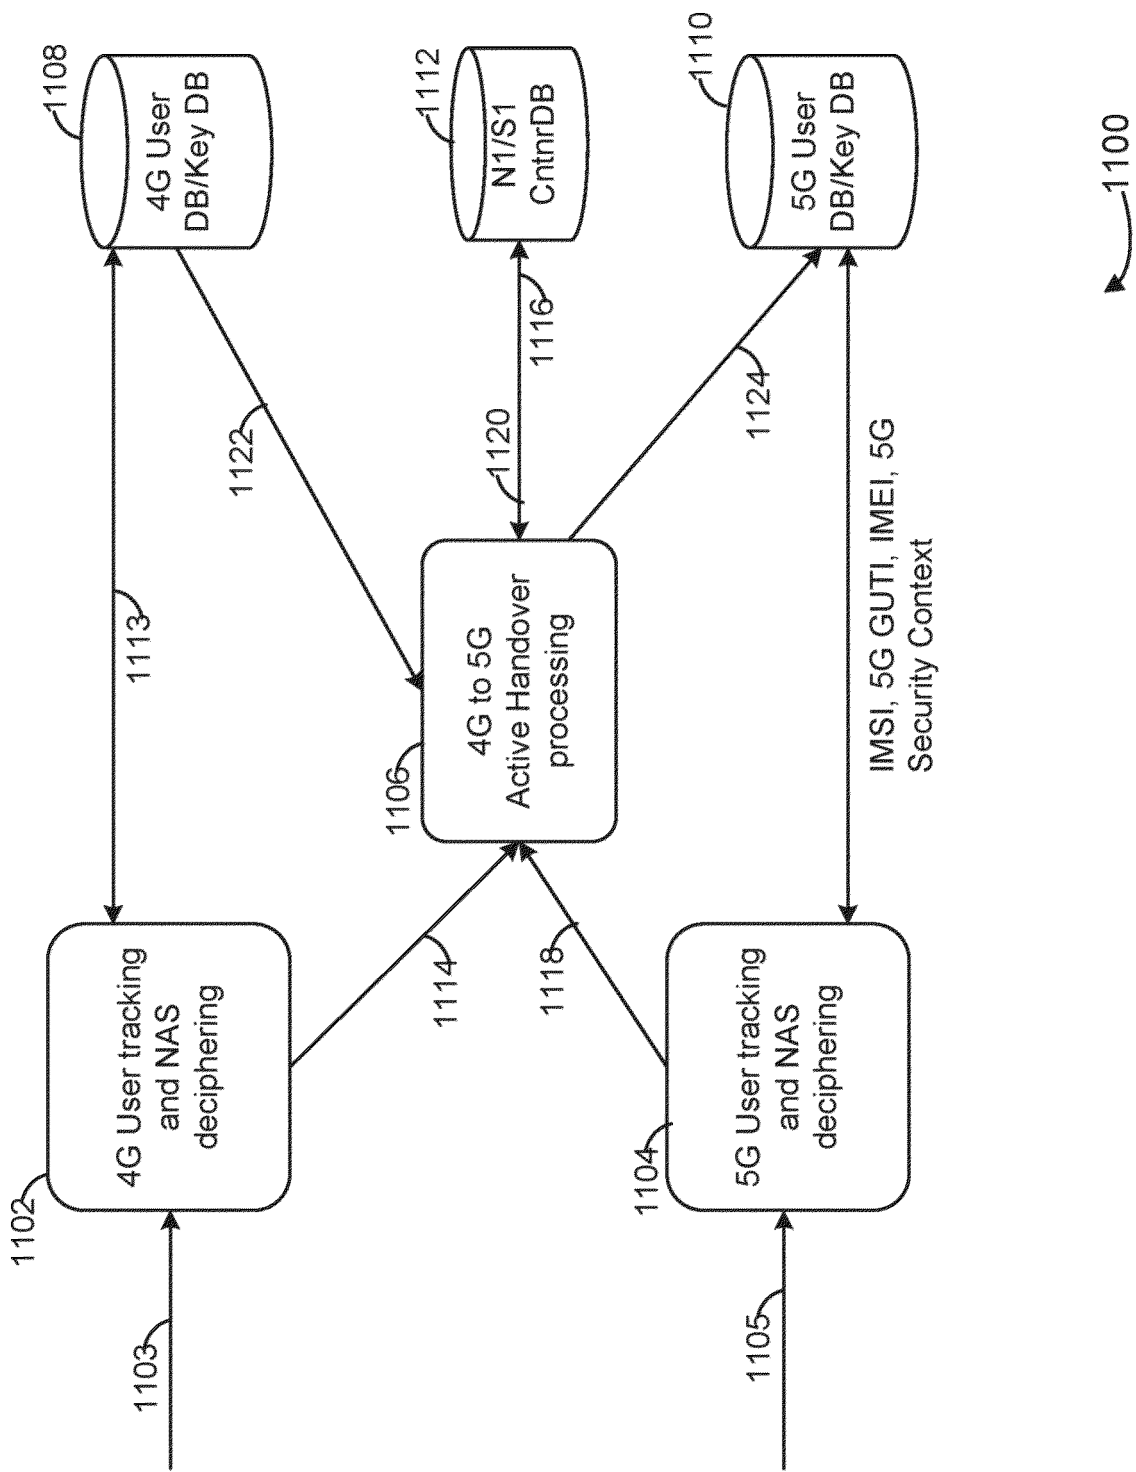 1102
4G User tracking
and NAS
deciphering
1103
1113
1108
4G User
DB/Key DB
1122
1114
1106
4G to 5G
Active Handover
processing
1120
1116
1112
N1/S1
CntnrDB
1118
1104
5G User tracking
and NAS
deciphering
1105
1124
1110
5G User
DB/Key DB
IMSI, 5G GUTI, IMEI, 5G
Security Context
1100